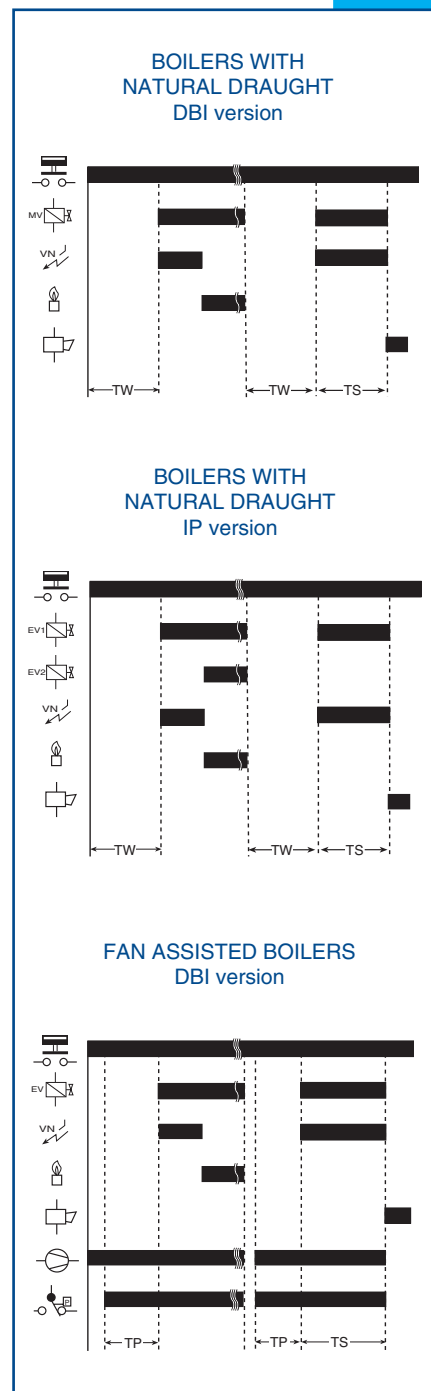 BOILERS WITH
NATURAL DRAUGHT
DBI version
MV
VN
TW TW TS
BOILERS WITH
NATURAL DRAUGHT
IP version
EV1
EV2
VN
TW TW TS
FAN ASSISTED BOILERS
DBI version
EV
VN
P
TP TP TS